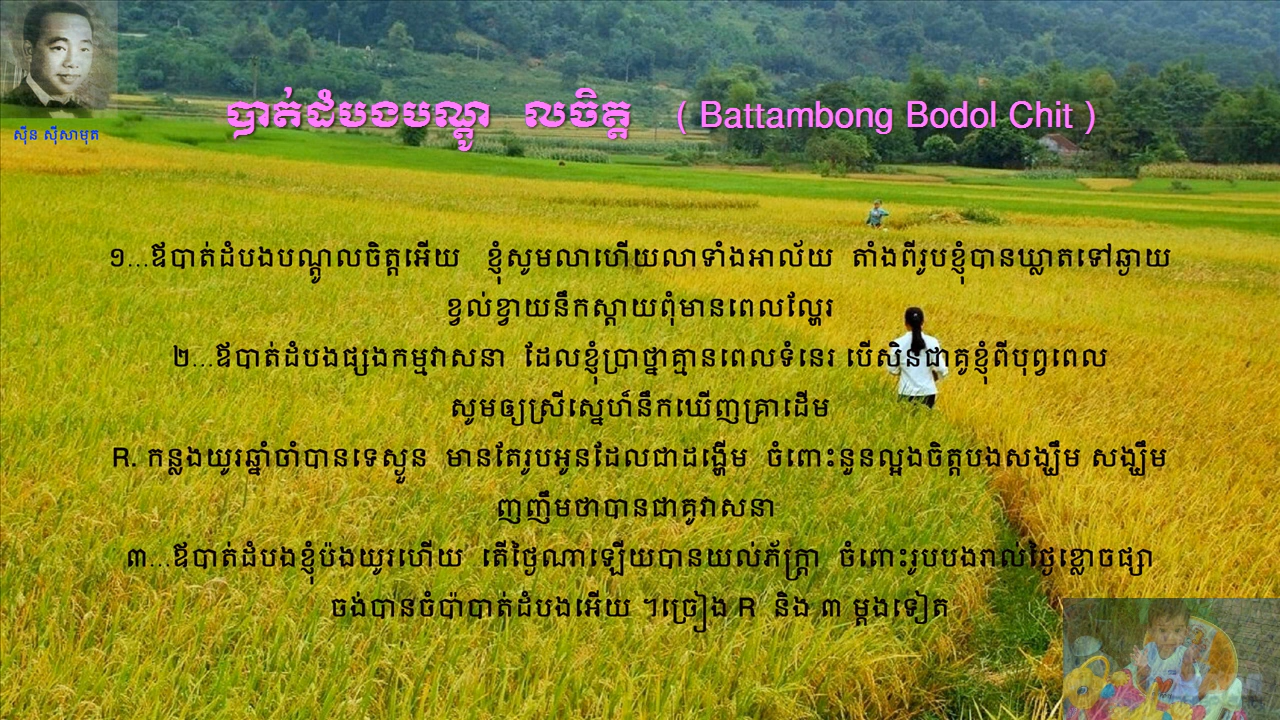 ស៊ីន ស៊ីសាមុត
បាត់ដំបងបណ្តូ លចិត្ត ( Battambong Bodol Chit )
១...ឪបាត់ដំបងបណ្តូលចិត្តអើយ ខ្ញុំសូមលាហើយលាទាំងអាល័យ តាំងពីរូបខ្ញុំបានឃ្លាតទៅឆ្ងាយ
ខ្វល់ខ្វាយនឹកស្តាយពុំមានពេលល្ហែរ
២...ឪបាត់ដំបងផ្សងកម្មវាសនា ដែលខ្ញុំប្រាថ្នាគ្មានពេលទំនេរ បើសិនជាគូខ្ញុំពីបុព្វពេល
សូមឲ្យស្រីស្នេហ៍នឹកឃើញគ្រាដើម
R. កន្លងយូរឆ្នាំចាំបានទេស្ងួន មានតែរូបអូនដែលជាដង្ហើម ចំពោះនួនល្អងចិត្តបងសង្ឃឹម សង្ឃឹម
ញញឹមថាបានជាគូវាសនា
៣...ឪបាត់ដំបងខ្ញុំប៉ងយូរហើយ តើថ្ងៃណាឡើយបានយល់ភ័ក្ត្រា ចំពោះរូបបងរាល់ថ្ងៃខ្លោចផ្សា
ចង់បានចំប៉ាបាត់ដំបងអើយ ។ច្រៀង R និង ៣ ម្តងទៀត